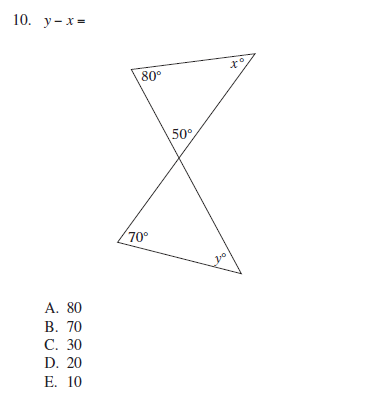 10. y – x =
x°
80°
50°
70°
y°
A. 80
B. 70
C. 30
D. 20
E. 10